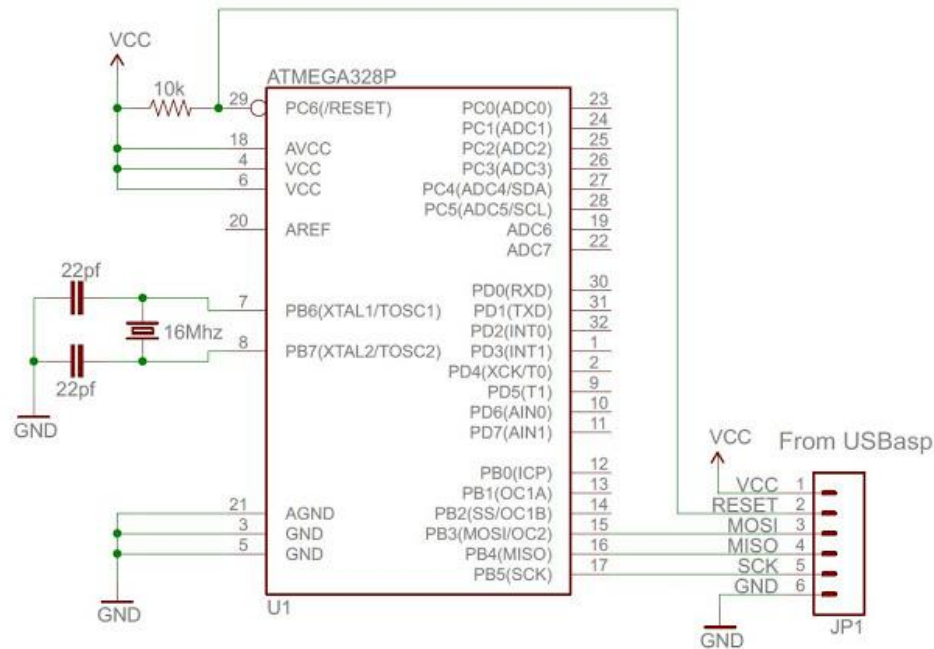 VCC
ATMEGA328P
10k
29 PC6(/RESET)
18 AVCC
4 VCC
6 VCC
20 AREF
22pf
7 PB6(XTAL1/TOSC1)
16Mhz
8 PB7(XTAL2/TOSC2)
22pf
GND
21 AGND
3 GND
5 GND
GND
U1
PC0(ADC0) 23
PC1(ADC1) 24
PC2(ADC2) 25
PC3(ADC3) 26
PC4(ADC4/SDA) 27
PC5(ADC5/SCL) 28
ADC6 19
ADC7 22
PD0(RXD) 30
PD1(TXD) 31
PD2(INT0) 32
PD3(INT1) 1
PD4(XCK/T0) 2
PD5(T1) 9
PD6(AIN0) 10
PD7(AIN1) 11
PB0(ICP) 12
PB1(OC1A) 13
PB2(SS/OC1B) 14
PB3(MOSI/OC2) 15
PB4(MISO) 16
PB5(SCK) 17
VCC
From USBasp
VCC 1
RESET 2
MOSI 3
MISO 4
SCK 5
GND 6
GND
JP1